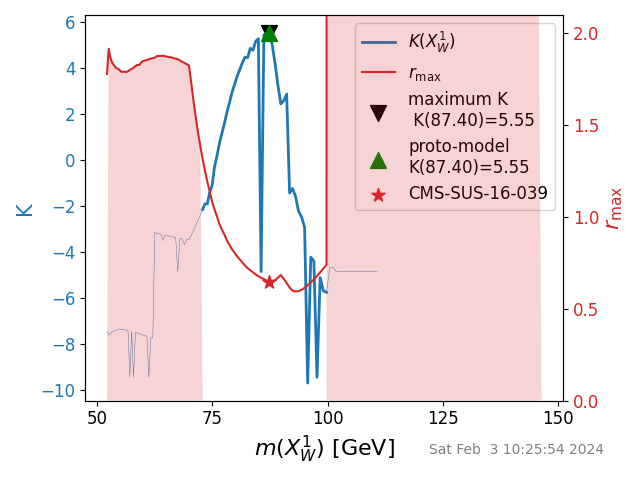 6
4
2
0
−2
−4
−6
−8
−10
K
K(X_W^1)
r_max
maximum K
K(87.40)=5.55
proto-model
K(87.40)=5.55
CMS-SUS-16-039
2.0
1.5
1.0
0.5
0.0
r_max
50
75
100
125
150
m(X_W^1) [GeV]
Sat Feb 3 10:25:54 2024